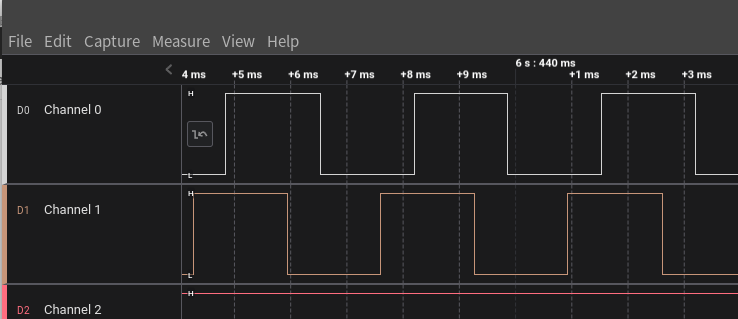 File Edit Capture Measure View Help
6 s : 440 ms
4 ms +5 ms +6 ms +7 ms +8 ms +9 ms +1 ms +2 ms +3 ms
H
D0 Channel 0
L
H
D1 Channel 1
L
H
D2 Channel 2